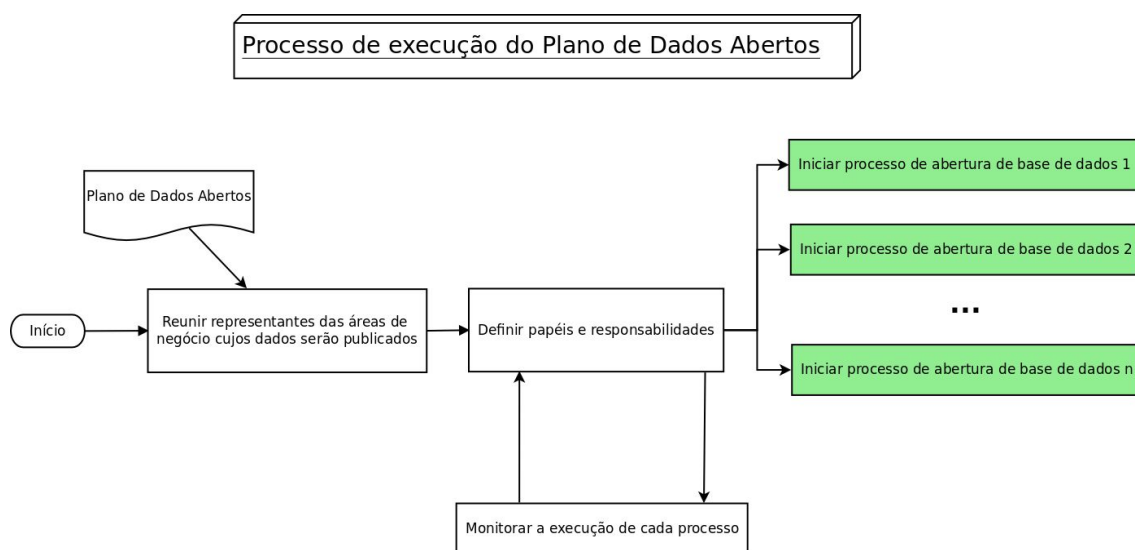 Processo de execução do Plano de Dados Abertos
Iniciar processo de abertura de base de dados 1
Plano de Dados Abertos
Iniciar processo de abertura de base de dados 2
...
Início
Reunir representantes das áreas de
negócio cujos dados serão publicados
Definir papéis e responsabilidades
Iniciar processo de abertura de base de dados n
Monitorar a execução de cada processo